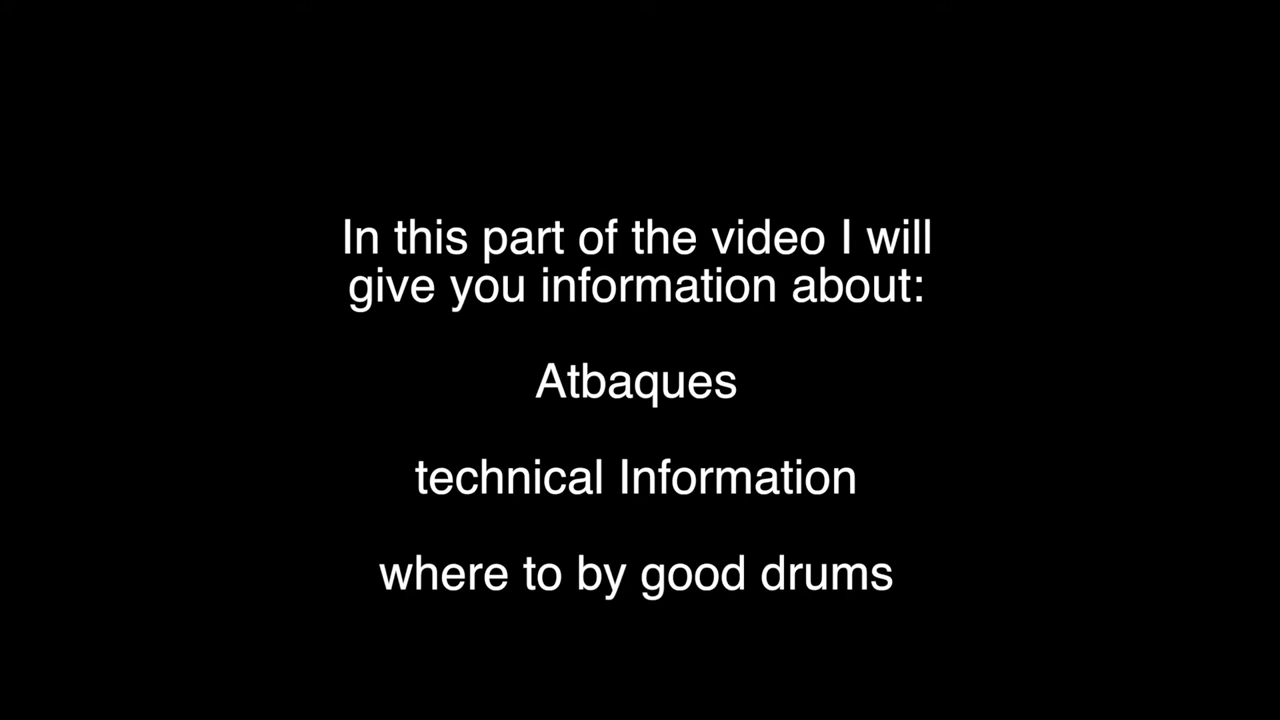 In this part of the video I will
give you information about:
Atbaques
technical Information
where to by good drums